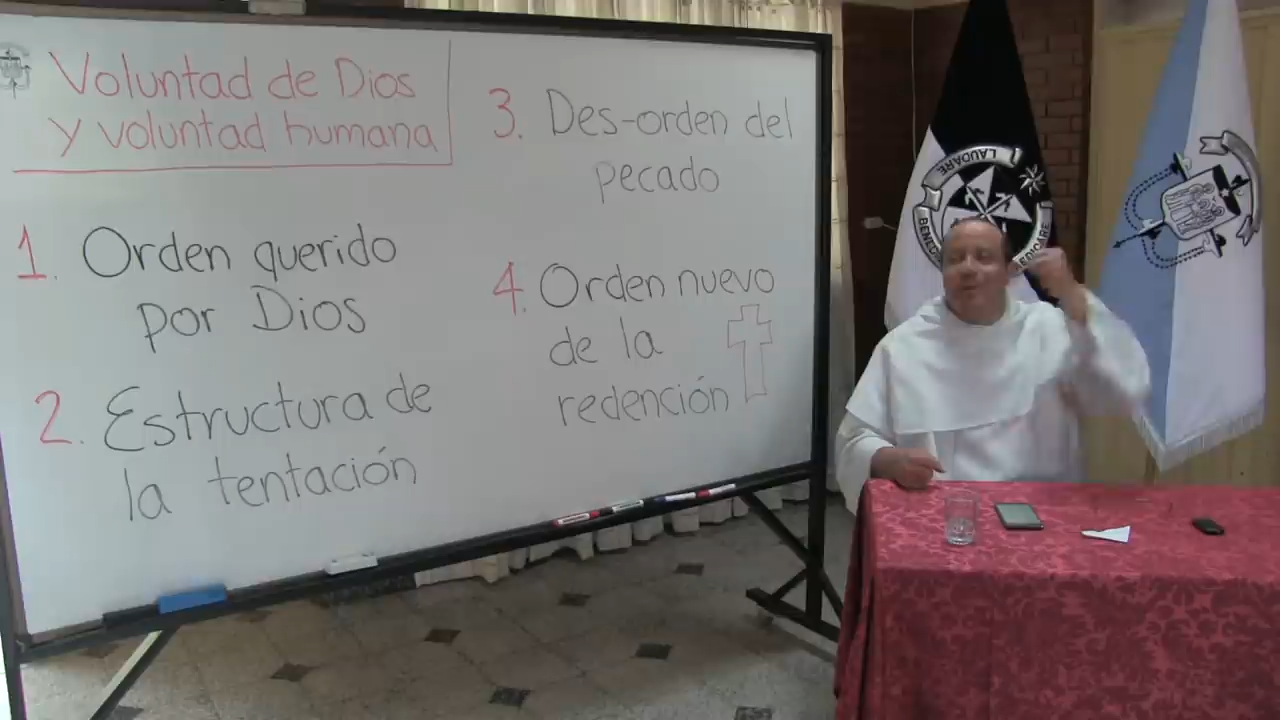 Voluntad de Dios
y voluntad humana
1. Orden querido
por Dios
2. Estructura de
la tentación
3. Des-orden del
pecado
4. Orden nuevo
de la
redención
LAUDARE